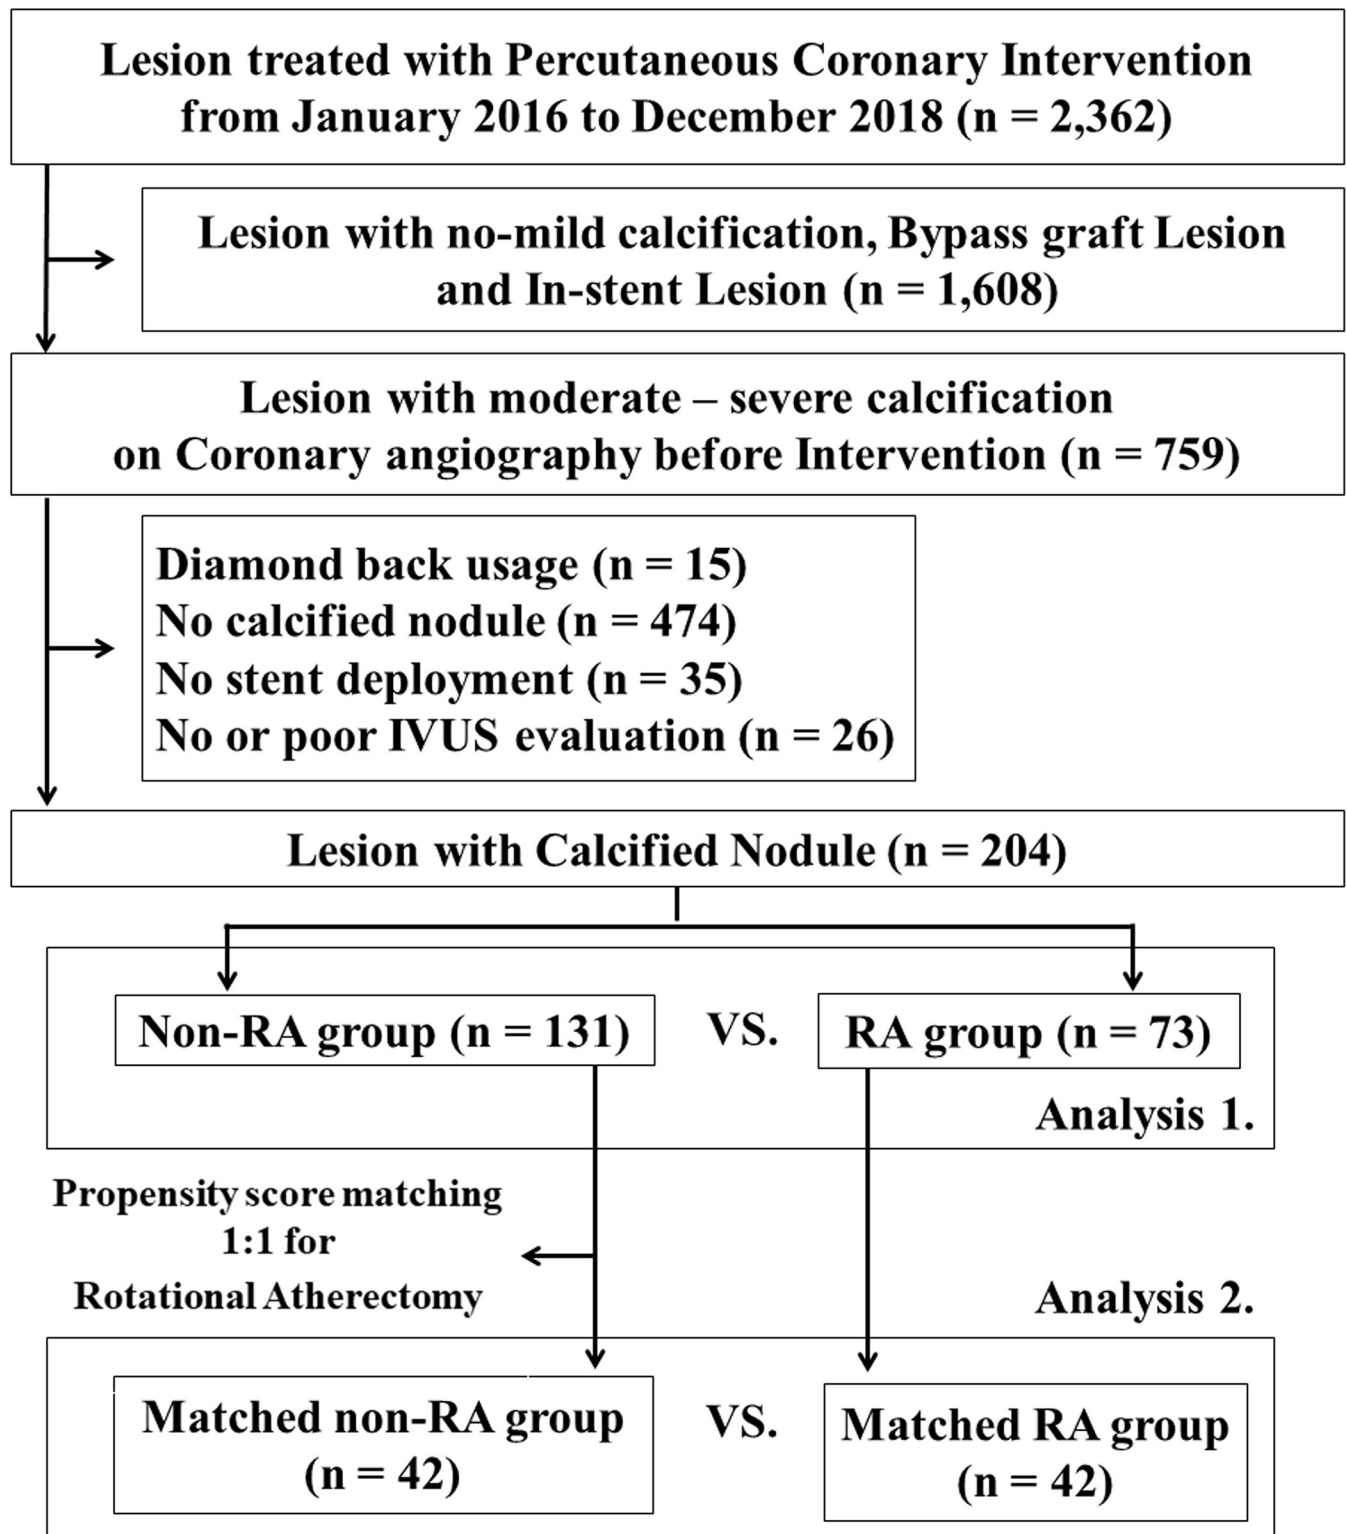 Lesion treated with Percutaneous Coronary Intervention
from January 2016 to December 2018 (n = 2,362)
Lesion with no-mild calcification, Bypass graft Lesion
and In-stent Lesion (n = 1,608)
Lesion with moderate – severe calcification
on Coronary angiography before Intervention (n = 759)
Diamond back usage (n = 15)
No calcified nodule (n = 474)
No stent deployment (n = 35)
No or poor IVUS evaluation (n = 26)
Lesion with Calcified Nodule (n = 204)
Non-RA group (n = 131)
VS.
RA group (n = 73)
Analysis 1.
Propensity score matching
1:1 for
Rotational Atherectomy
Analysis 2.
Matched non-RA group
(n = 42)
VS.
Matched RA group
(n = 42)